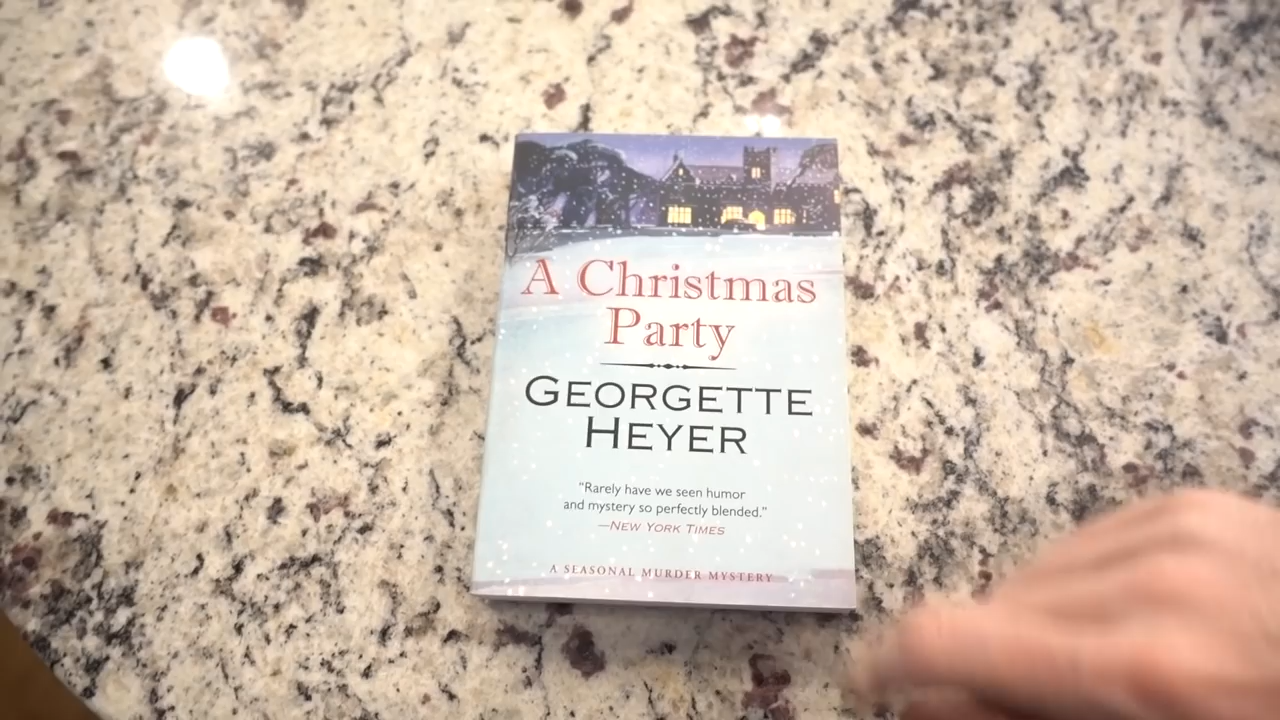 A Christmas
Party
GEORGETTE
HEYER
"Rarely have we seen humor
and mystery so perfectly blended."
—NEW YORK TIMES
A SEASONAL MURDER MYSTERY